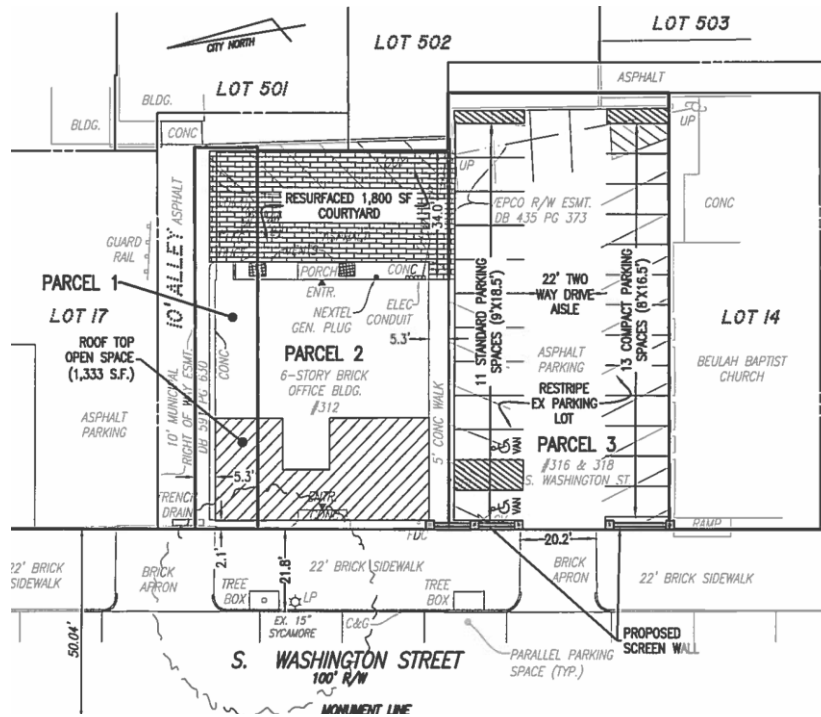 LOT 502
LOT 503
CITY NORTH
LOT 501
BLDG.
BLDG.
CONC
ASPHALT
UP
UP
ASPHALT
RESURFACED 1,800 SF
COURTYARD
34.0'
VEPCO R/W ESMT.
DB 435 PG 373
CONC
GUARD
RAIL
10' ALLEY
PARCEL 1
LOT 17
PORCH
CONC
ENTR.
NEXTEL
GEN. PLUG
ELEC
CONDUIT
5.3'
11 STANDARD PARKING
SPACES (9'X18.5')
22' TWO
WAY DRIVE
AISLE
13 COMPACT PARKING
SPACES (8'X16.5')
LOT 14
ROOF TOP
OPEN SPACE
(1,333 S.F.)
CONC
PARCEL 2
6-STORY BRICK
OFFICE BLDG.
#312
ASPHALT
PARKING
BEULAH BAPTIST
CHURCH
ASPHALT
PARKING
10' MUNICIPAL
RIGHT OF WAY ESMT.
DB 591 PG 630
5' CONC WALK
RESTRIPE
EX PARKING
LOT
VAN
PARCEL 3
#316 & 318
S. WASHINGTON ST.
5.3'
TRENCH
DRAIN
ENTR.
CONC
VAN
FDC
RAMP
2.1'
21.8'
20.2'
22' BRICK
SIDEWALK
BRICK
APRON
22' BRICK SIDEWALK
BRICK
APRON
22' BRICK SIDEWALK
TREE
BOX
LP
TREE
BOX
EX. 15"
SYCAMORE
C&G
50.04'
PROPOSED
SCREEN WALL
S. WASHINGTON STREET
100' R/W
PARALLEL PARKING
SPACE (TYP.)
MONUMENT LINE